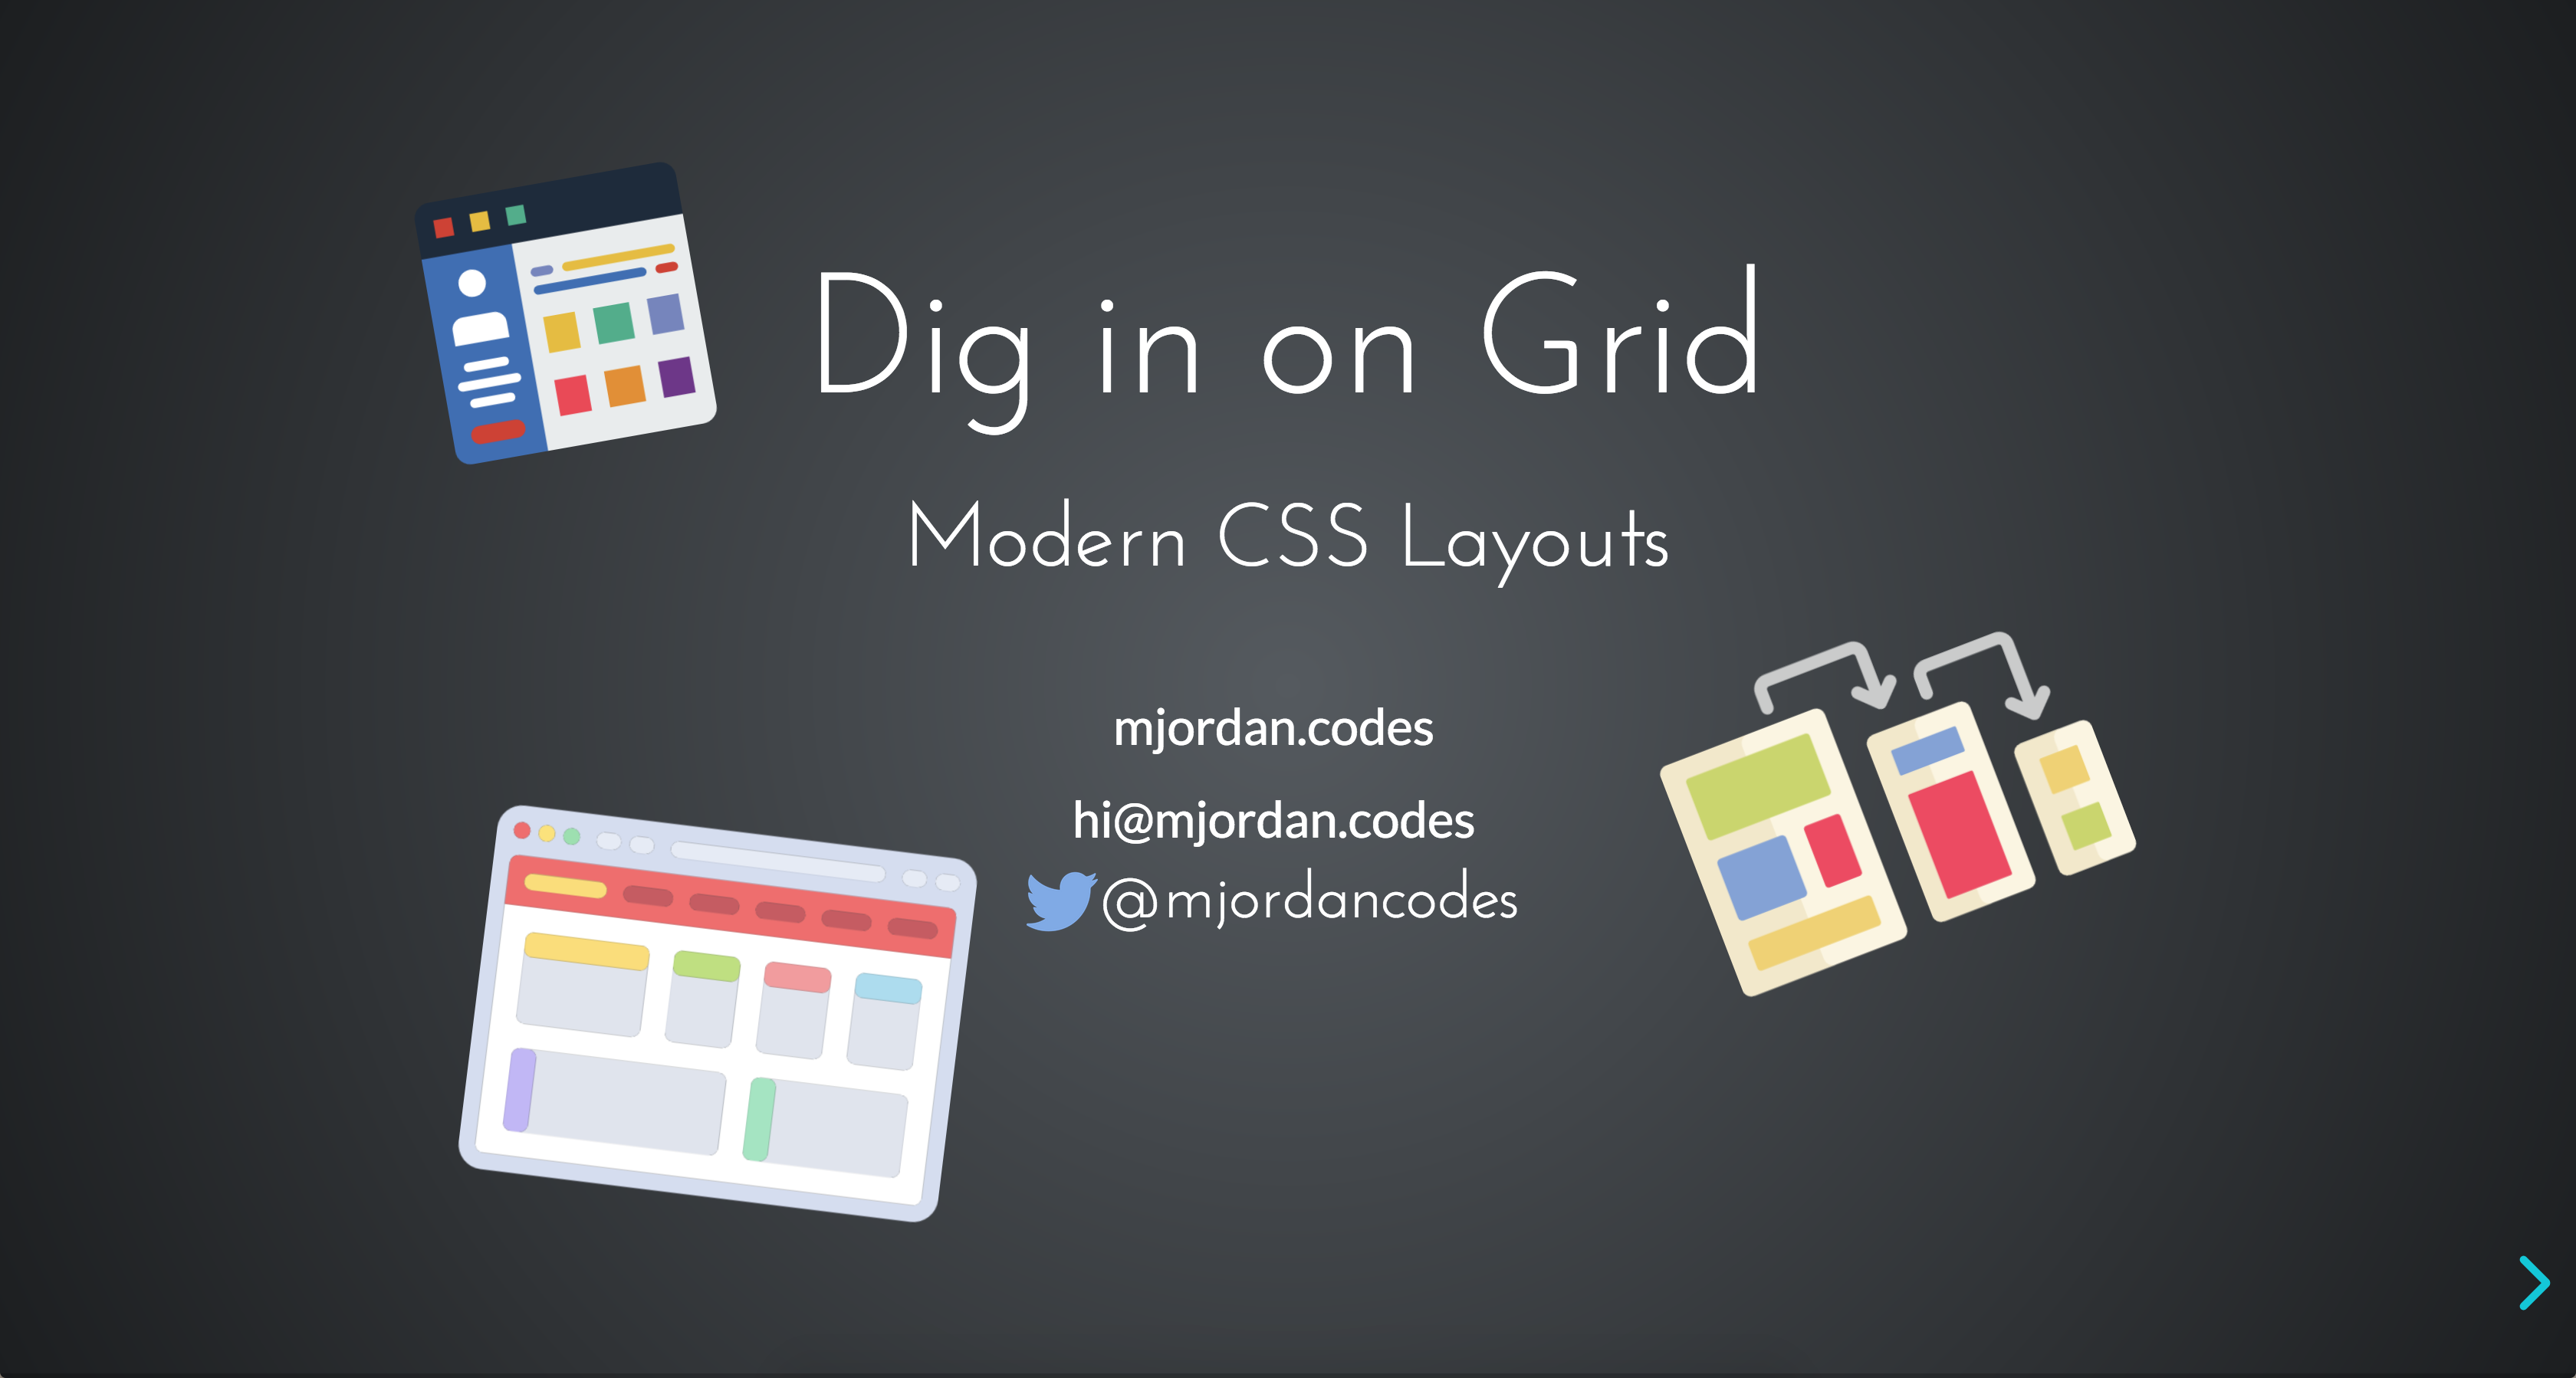 Dig in on Grid
Modern CSS Layouts
mjordan.codes
hi@mjordan.codes
@mjordancodes